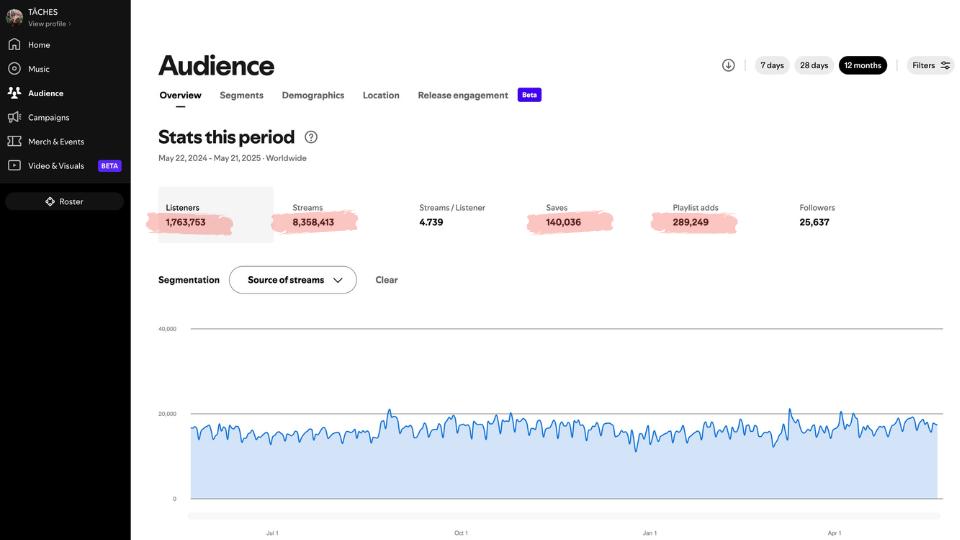 TÂCHES
View profile ›
Home
Music
Audience
Campaigns
Merch & Events
Video & Visuals BETA
Roster
Audience
7 days 28 days 12 months Filters
Overview Segments Demographics Location Release engagement Beta
Stats this period ?
May 22, 2024 - May 21, 2025 · Worldwide
Listeners Streams Streams / Listener Saves Playlist adds Followers
1,763,753 8,358,413 4.739 140,036 289,249 25,637
Segmentation Source of streams Clear
40,000
20,000
0
Jul 1 Oct 1 Jan 1 Apr 1